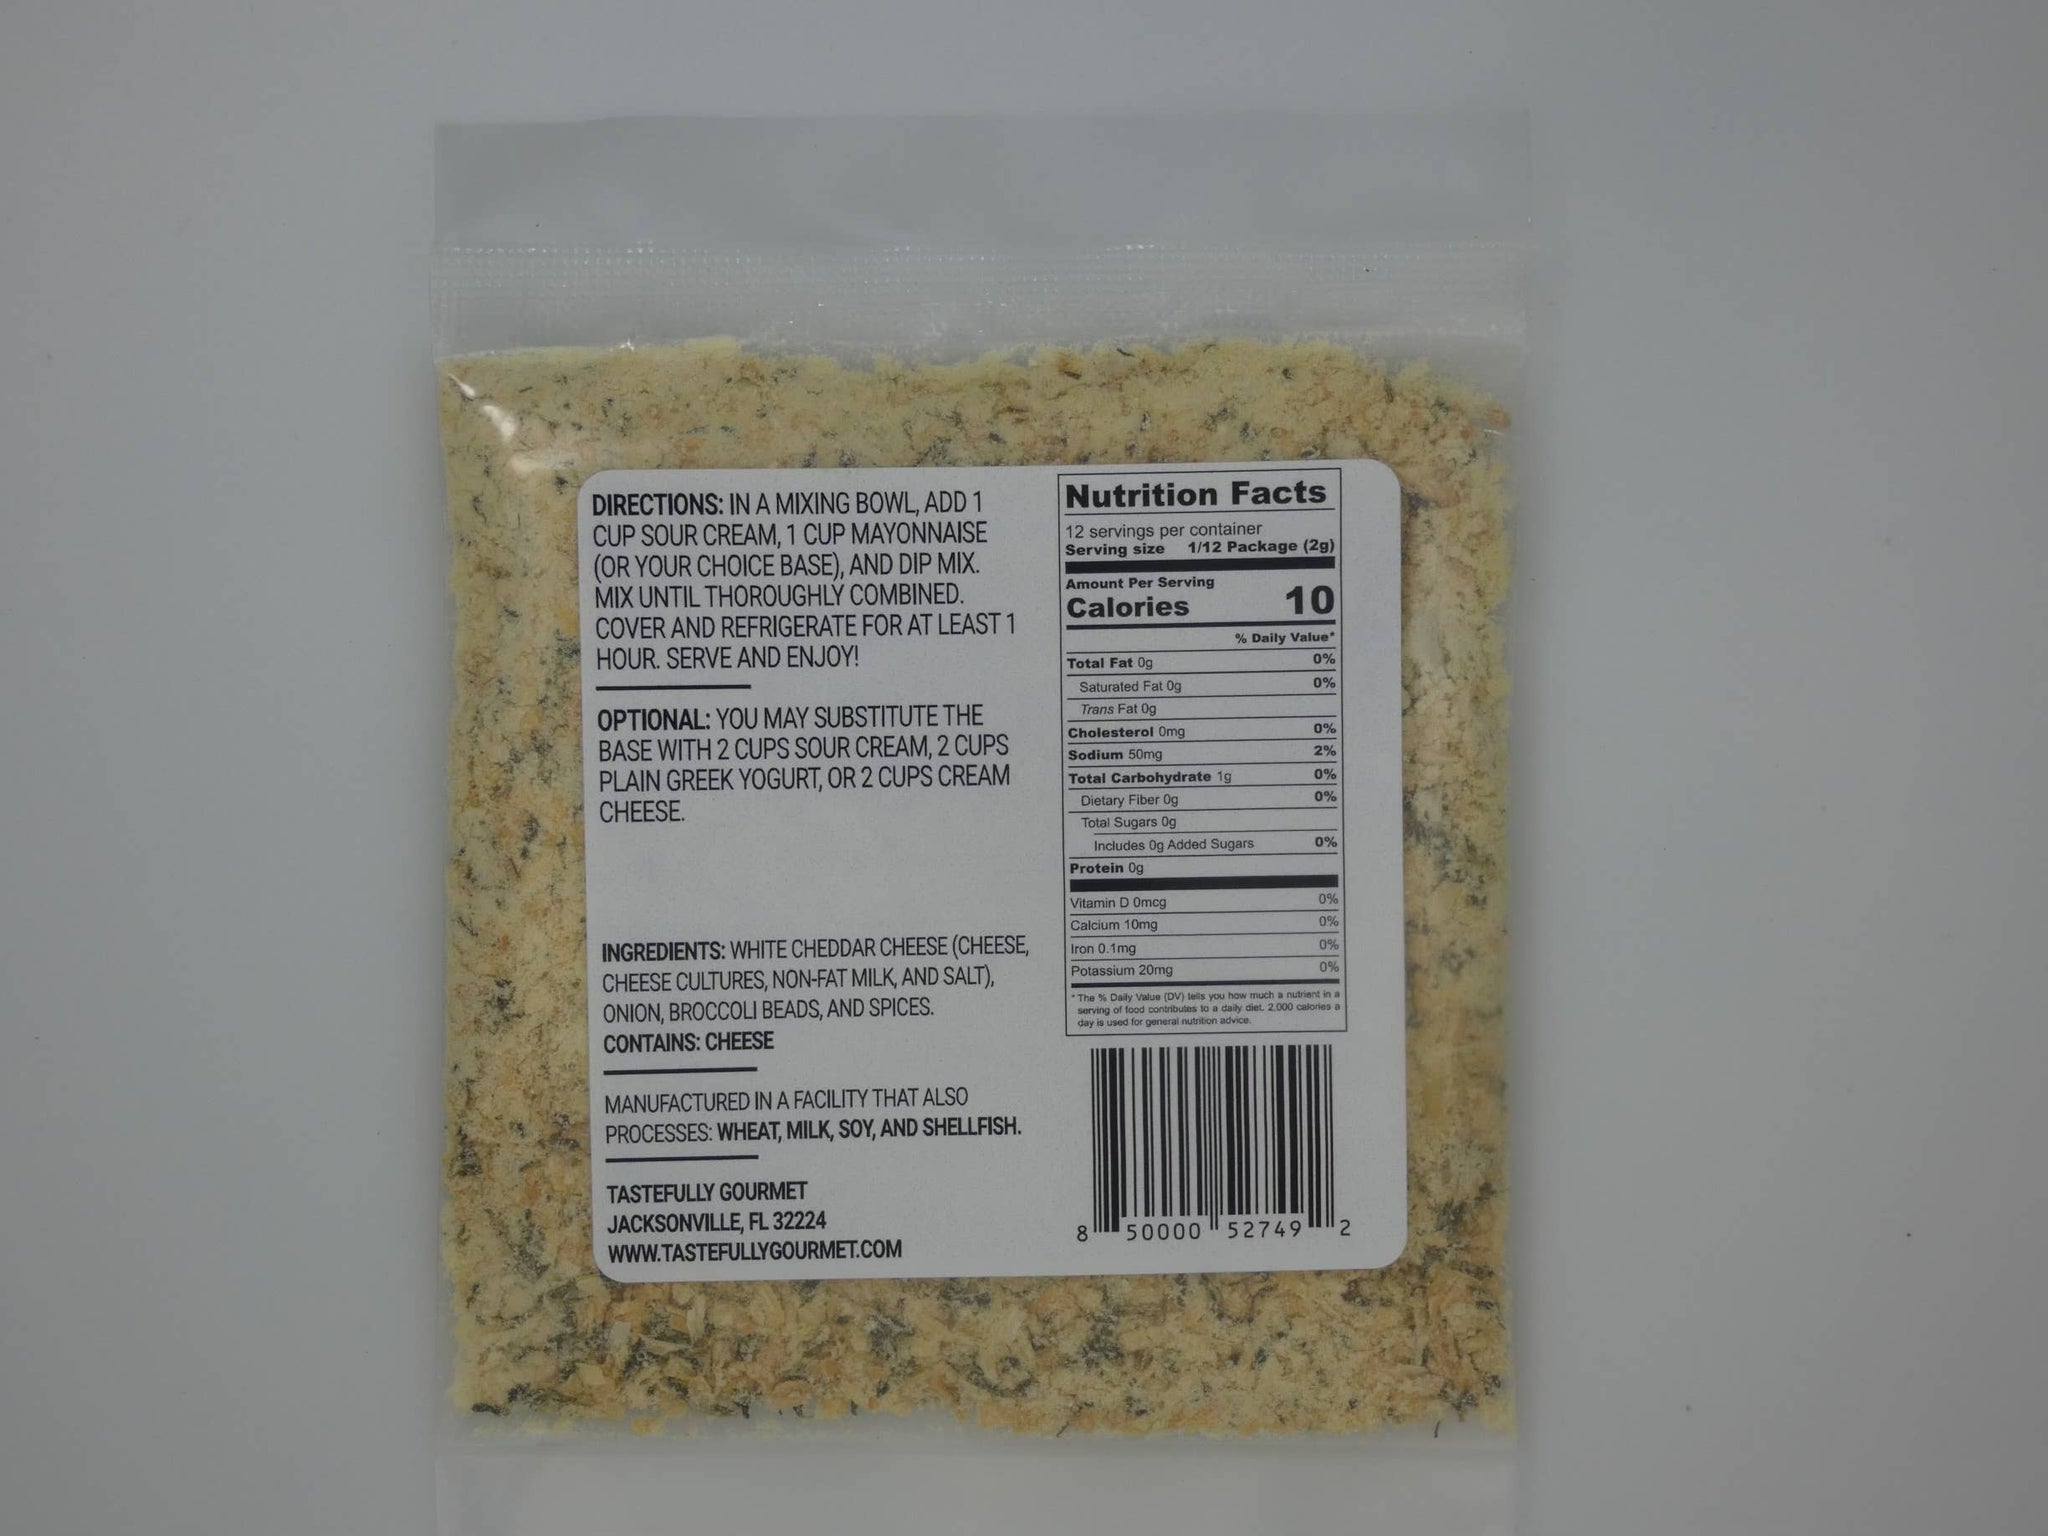 DIRECTIONS: IN A MIXING BOWL, ADD 1
CUP SOUR CREAM, 1 CUP MAYONNAISE
(OR YOUR CHOICE BASE), AND DIP MIX.
MIX UNTIL THOROUGHLY COMBINED.
COVER AND REFRIGERATE FOR AT LEAST 1
HOUR. SERVE AND ENJOY!
OPTIONAL: YOU MAY SUBSTITUTE THE
BASE WITH 2 CUPS SOUR CREAM, 2 CUPS
PLAIN GREEK YOGURT, OR 2 CUPS CREAM
CHEESE.
INGREDIENTS: WHITE CHEDDAR CHEESE (CHEESE,
CHEESE CULTURES, NON-FAT MILK, AND SALT),
ONION, BROCCOLI BEADS, AND SPICES.
CONTAINS: CHEESE
MANUFACTURED IN A FACILITY THAT ALSO
PROCESSES: WHEAT, MILK, SOY, AND SHELLFISH.
TASTEFULLY GOURMET
JACKSONVILLE, FL 32224
WWW.TASTEFULLYGOURMET.COM
Nutrition Facts
12 servings per container
Serving size 1/12 Package (2g)
Amount Per Serving
Calories 10
% Daily Value*
Total Fat 0g 0%
Saturated Fat 0g 0%
Trans Fat 0g
Cholesterol 0mg 0%
Sodium 50mg 2%
Total Carbohydrate 1g 0%
Dietary Fiber 0g 0%
Total Sugars 0g
Includes 0g Added Sugars 0%
Protein 0g
Vitamin D 0mcg 0%
Calcium 10mg 0%
Iron 0.1mg 0%
Potassium 20mg 0%
* The % Daily Value (DV) tells you how much a nutrient in a
serving of food contributes to a daily diet. 2,000 calories a
day is used for general nutrition advice.
8 50000 52749 2